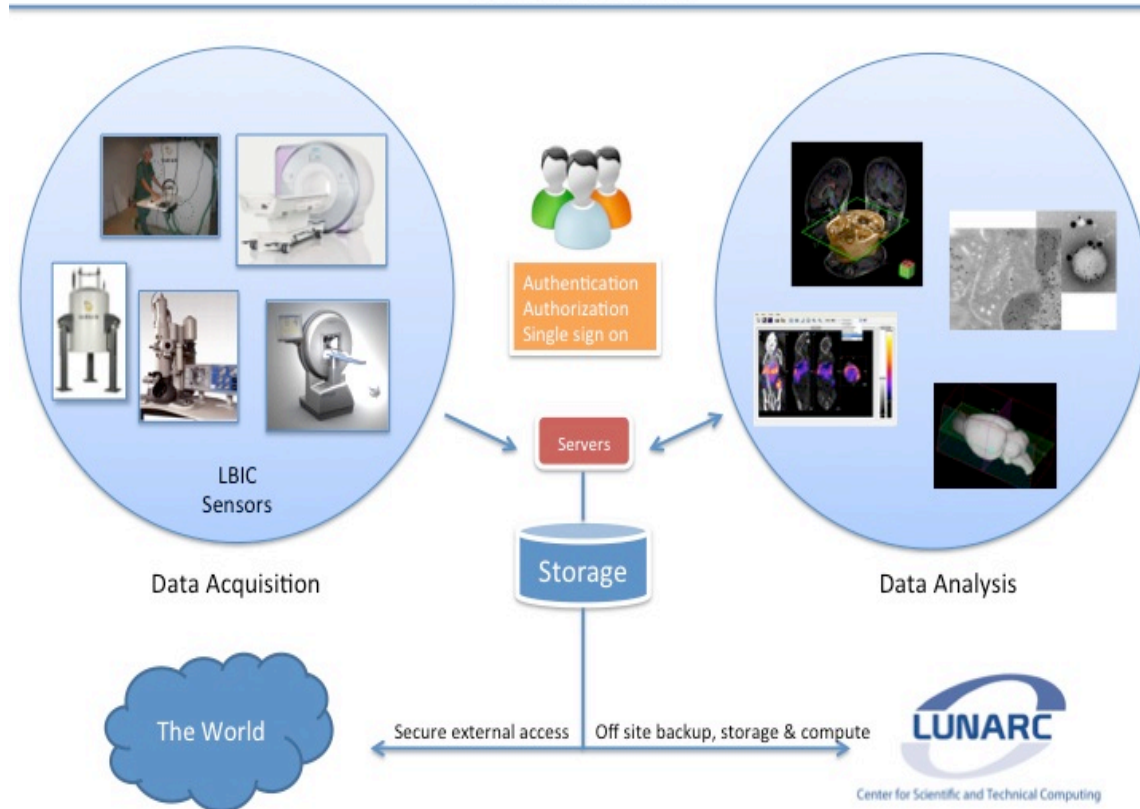 Authentication
Authorization
Single sign on
Servers
LBIC
Sensors
Storage
Data Acquisition
Data Analysis
The World
Secure external access
Off site backup, storage & compute
LUNARC
Center for Scientific and Technical Computing